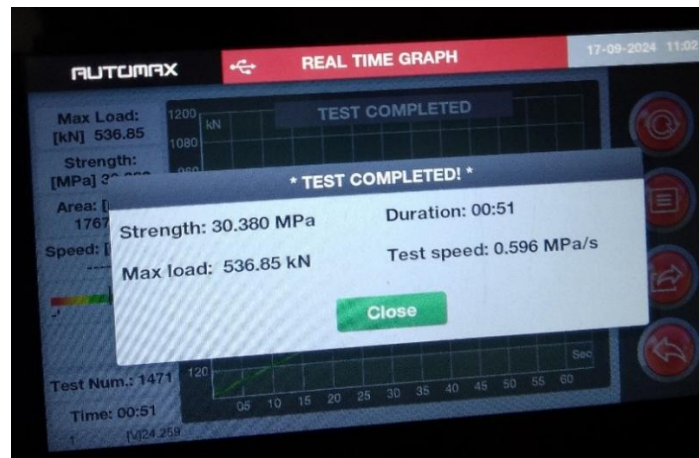 AUTOMAX
REAL TIME GRAPH
17-09-2024 11:02
Max Load:
[kN] 536.85
Strength:
[MPa]
Area:
1767
Speed:
1200 kN
1080
TEST COMPLETED
* TEST COMPLETED! *
Strength: 30.380 MPa
Duration: 00:51
Max load: 536.85 kN
Test speed: 0.596 MPa/s
Close
120
Sec
05 10 15 20 25 30 35 40 45 50 55 60
Test Num.: 1471
Time: 00:51